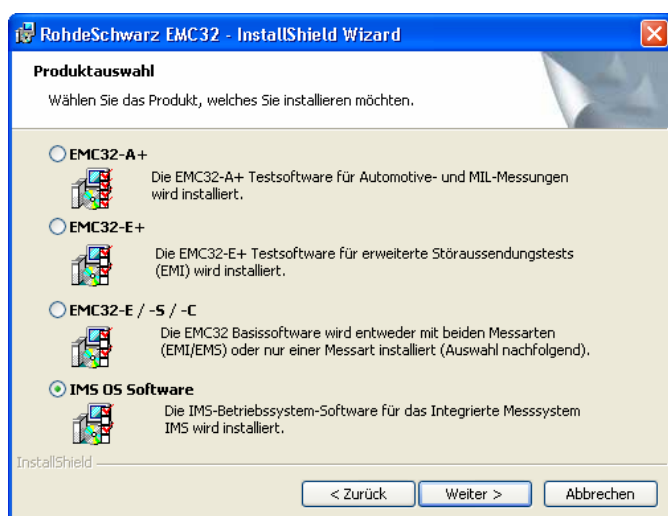 RohdeSchwarz EMC32 - InstallShield Wizard
Produktauswahl
Wählen Sie das Produkt, welches Sie installieren möchten.
EMC32-A+
Die EMC32-A+ Testsoftware für Automotive- und MIL-Messungen
wird installiert.
EMC32-E+
Die EMC32-E+ Testsoftware für erweiterte Störaussendungstests
(EMI) wird installiert.
EMC32-E / -S / -C
Die EMC32 Basissoftware wird entweder mit beiden Messarten
(EMI/EMS) oder nur einer Messart installiert (Auswahl nachfolgend).
IMS OS Software
Die IMS-Betriebssystem-Software für das Integrierte Messsystem
IMS wird installiert.
InstallShield
< Zurück Weiter > Abbrechen